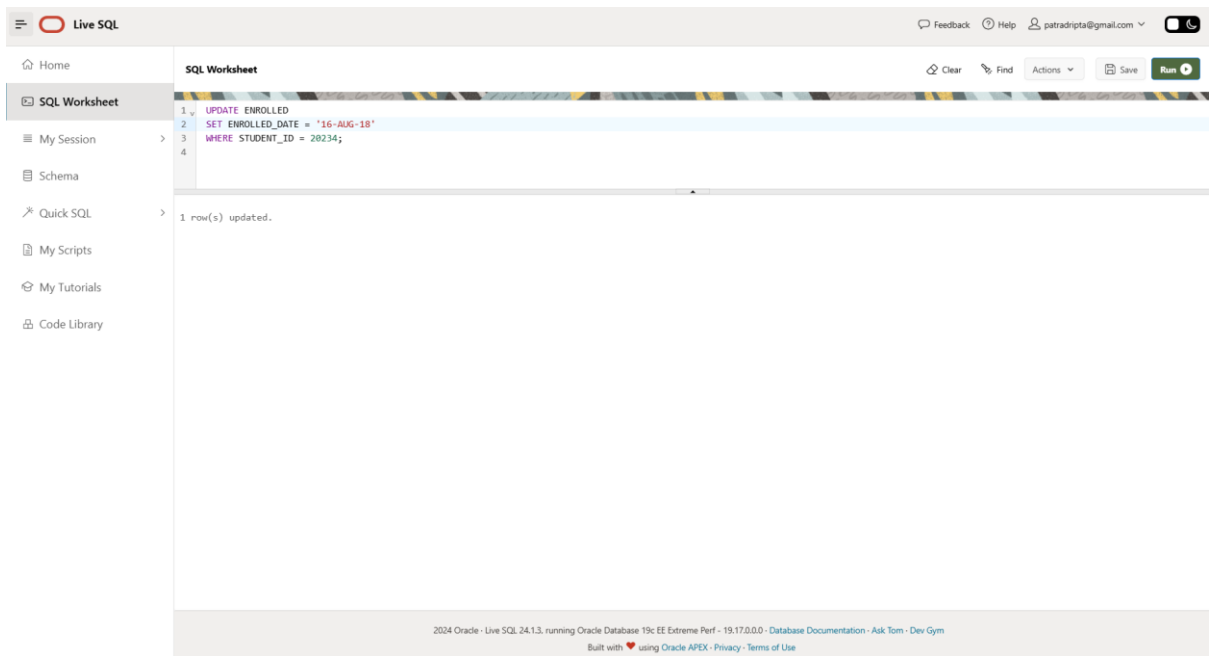 Live SQL
Feedback Help patradripta@gmail.com
Home
SQL Worksheet
My Session
Schema
Quick SQL
My Scripts
My Tutorials
Code Library
SQL Worksheet
Clear Find Actions Save Run
1 UPDATE ENROLLED
2 SET ENROLLED_DATE = '16-AUG-18'
3 WHERE STUDENT_ID = 20234;
4
1 row(s) updated.
2024 Oracle · Live SQL 24.1.3, running Oracle Database 19c EE Extreme Perf - 19.17.0.0.0 · Database Documentation · Ask Tom · Dev Gym
Built with ❤ using Oracle APEX · Privacy · Terms of Use